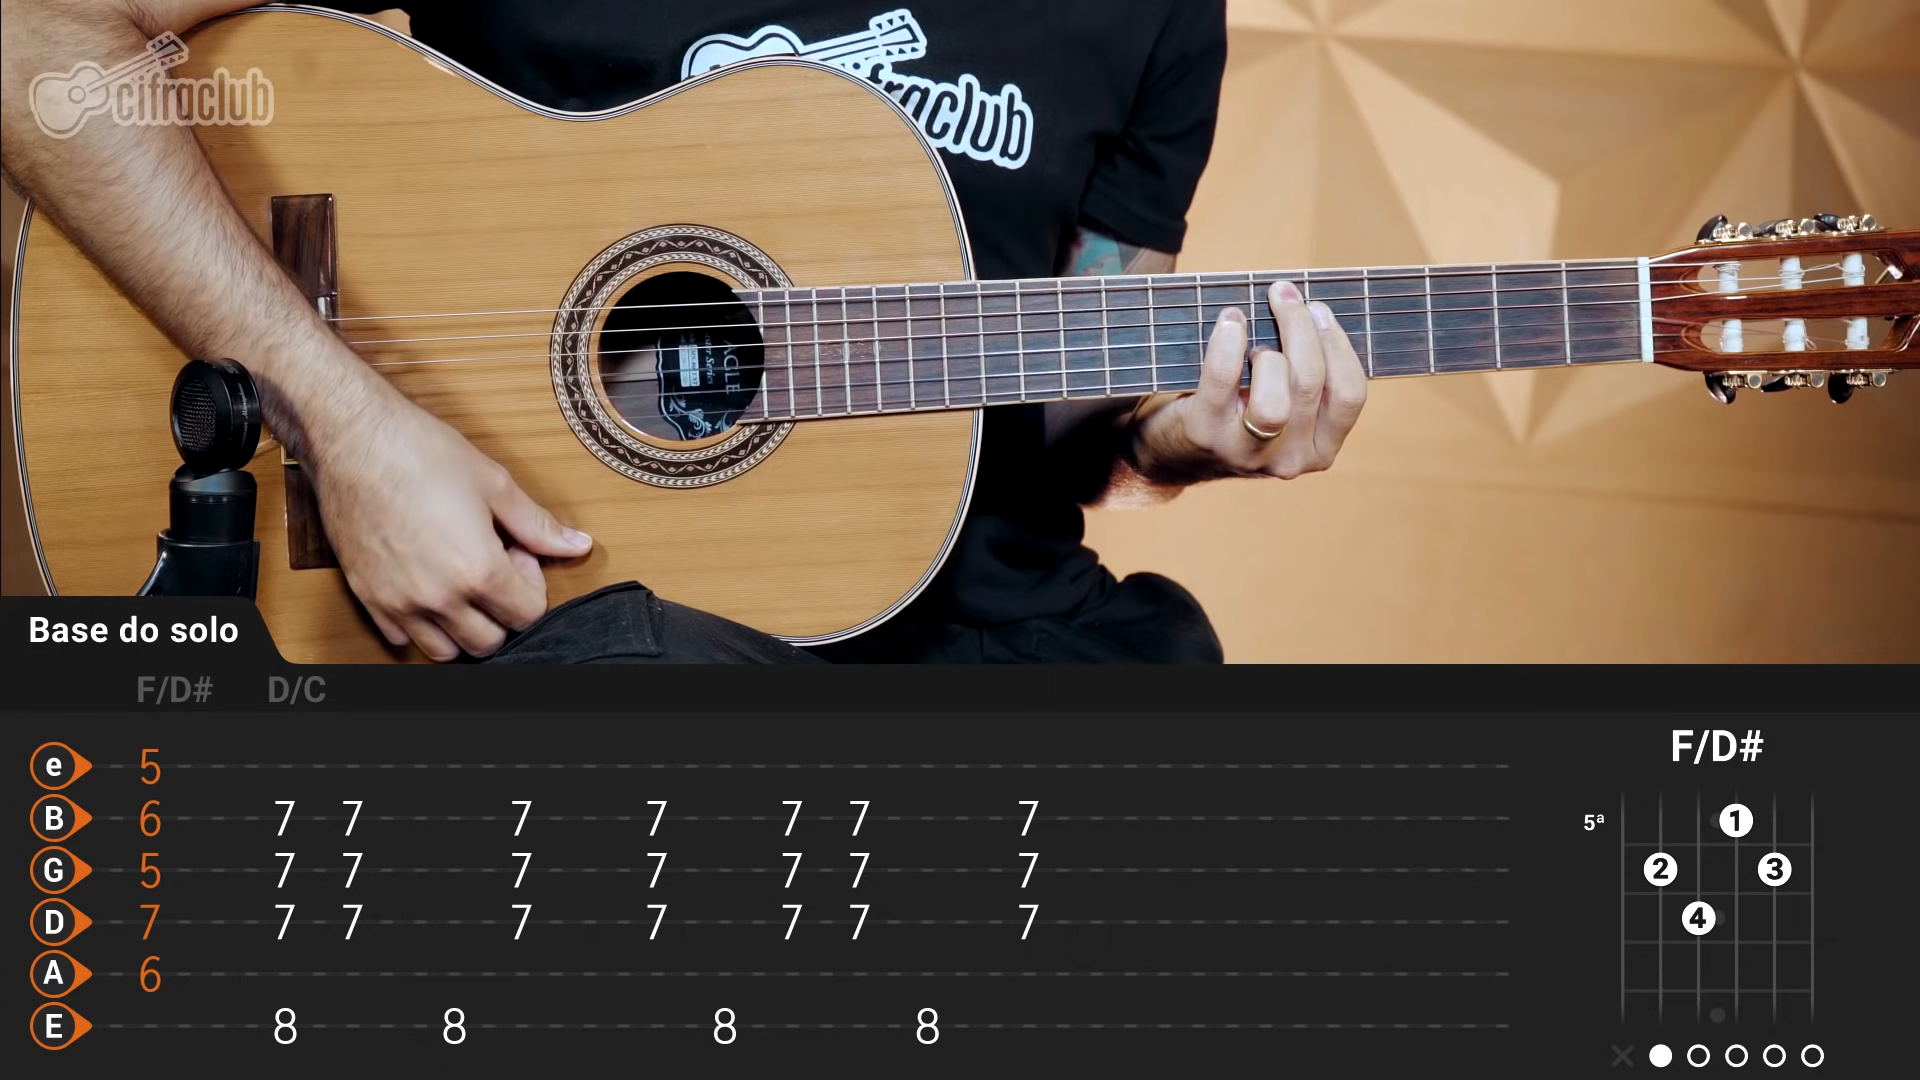 cifraclub
Base do solo
F/D# D/C
e 5
B 6 7 7 7 7 7 7 7
G 5 7 7 7 7 7 7 7
D 7 7 7 7 7 7 7 7
A 6
E 8 8 8 8
F/D#
5ª
1
2 3
4